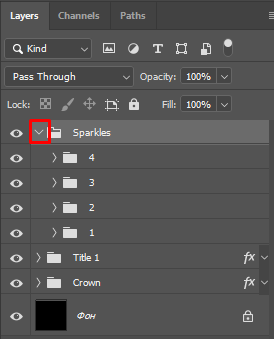 Layers Channels Paths
Kind
Pass Through Opacity: 100%
Lock: Fill: 100%
Sparkles
4
3
2
1
Title 1 fx
Crown fx
Фон